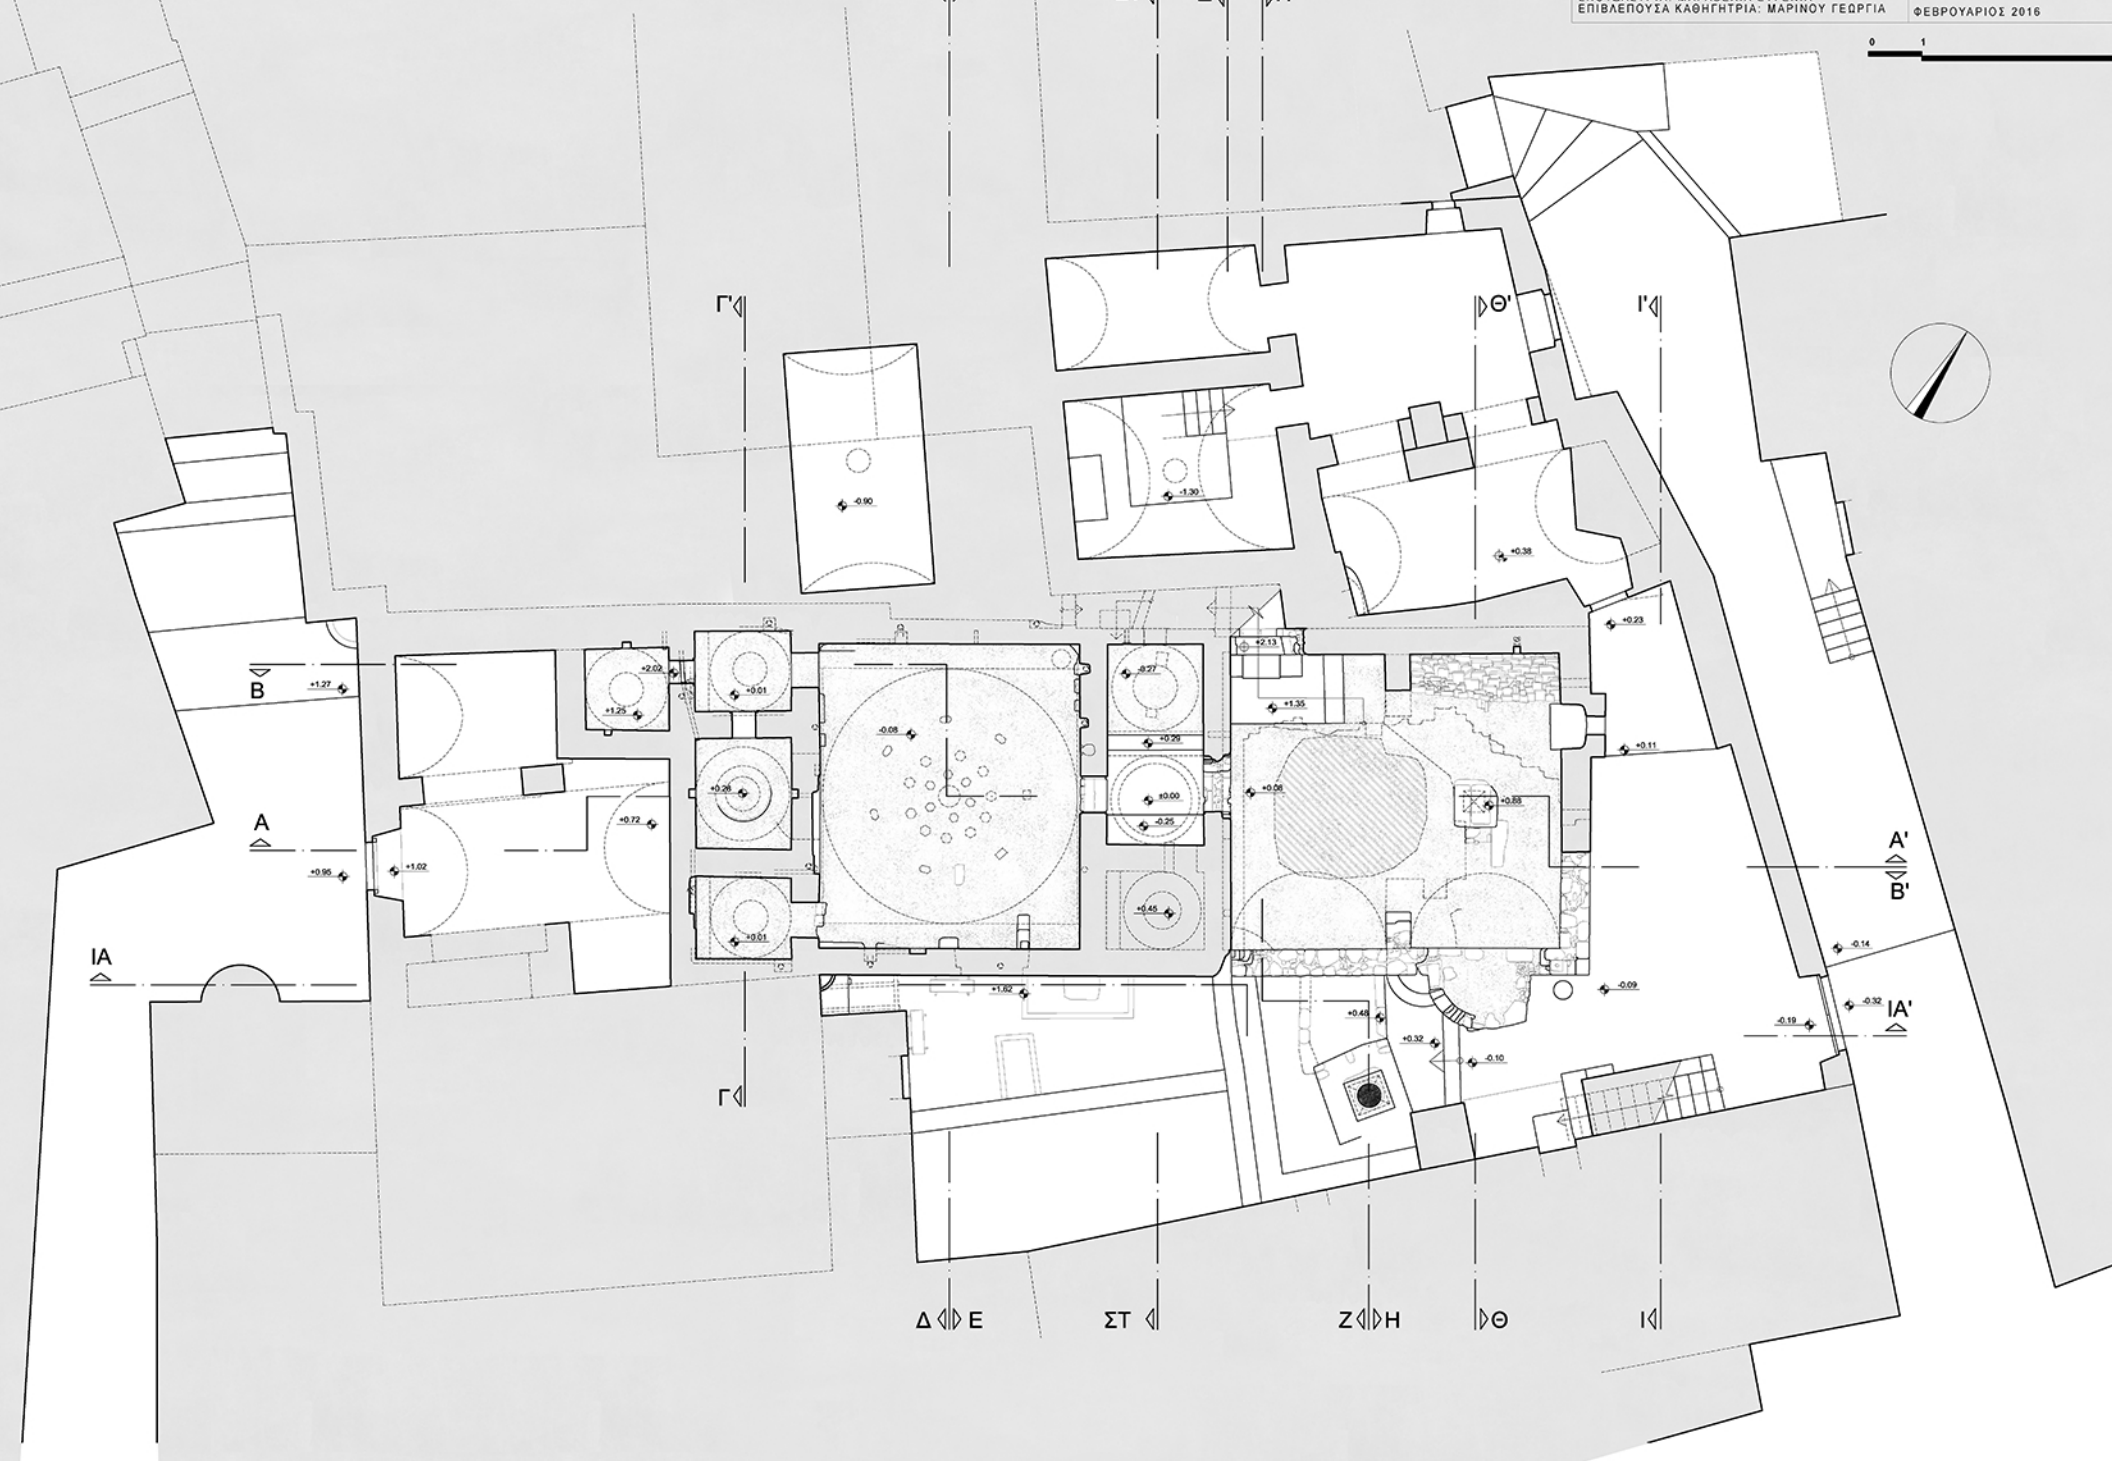 ΕΠΙΒΛΕΠΟΥΣΑ ΚΑΘΗΓΗΤΡΙΑ: ΜΑΡΙΝΟΥ ΓΕΩΡΓΙΑ
ΦΕΒΡΟΥΑΡΙΟΣ 2016
0 1
Γ'
Θ'
Ι'
-0.90
-1.30
+0.38
+0.23
+2.13
+2.02
-0.27
Β
+1.27
+0.01
+1.25
+1.35
-0.08
+0.29
+0.11
+0.26
±0.00
+0.08
+0.88
Α
+0.72
-0.25
Α'
+0.95
+1.02
Β'
+0.45
+0.01
-0.14
ΙΑ
+1.62
-0.09
-0.32
ΙΑ'
+0.48
-0.19
+0.32
-0.10
Γ
Δ Ε
ΣΤ
Ζ Η
Θ
Ι